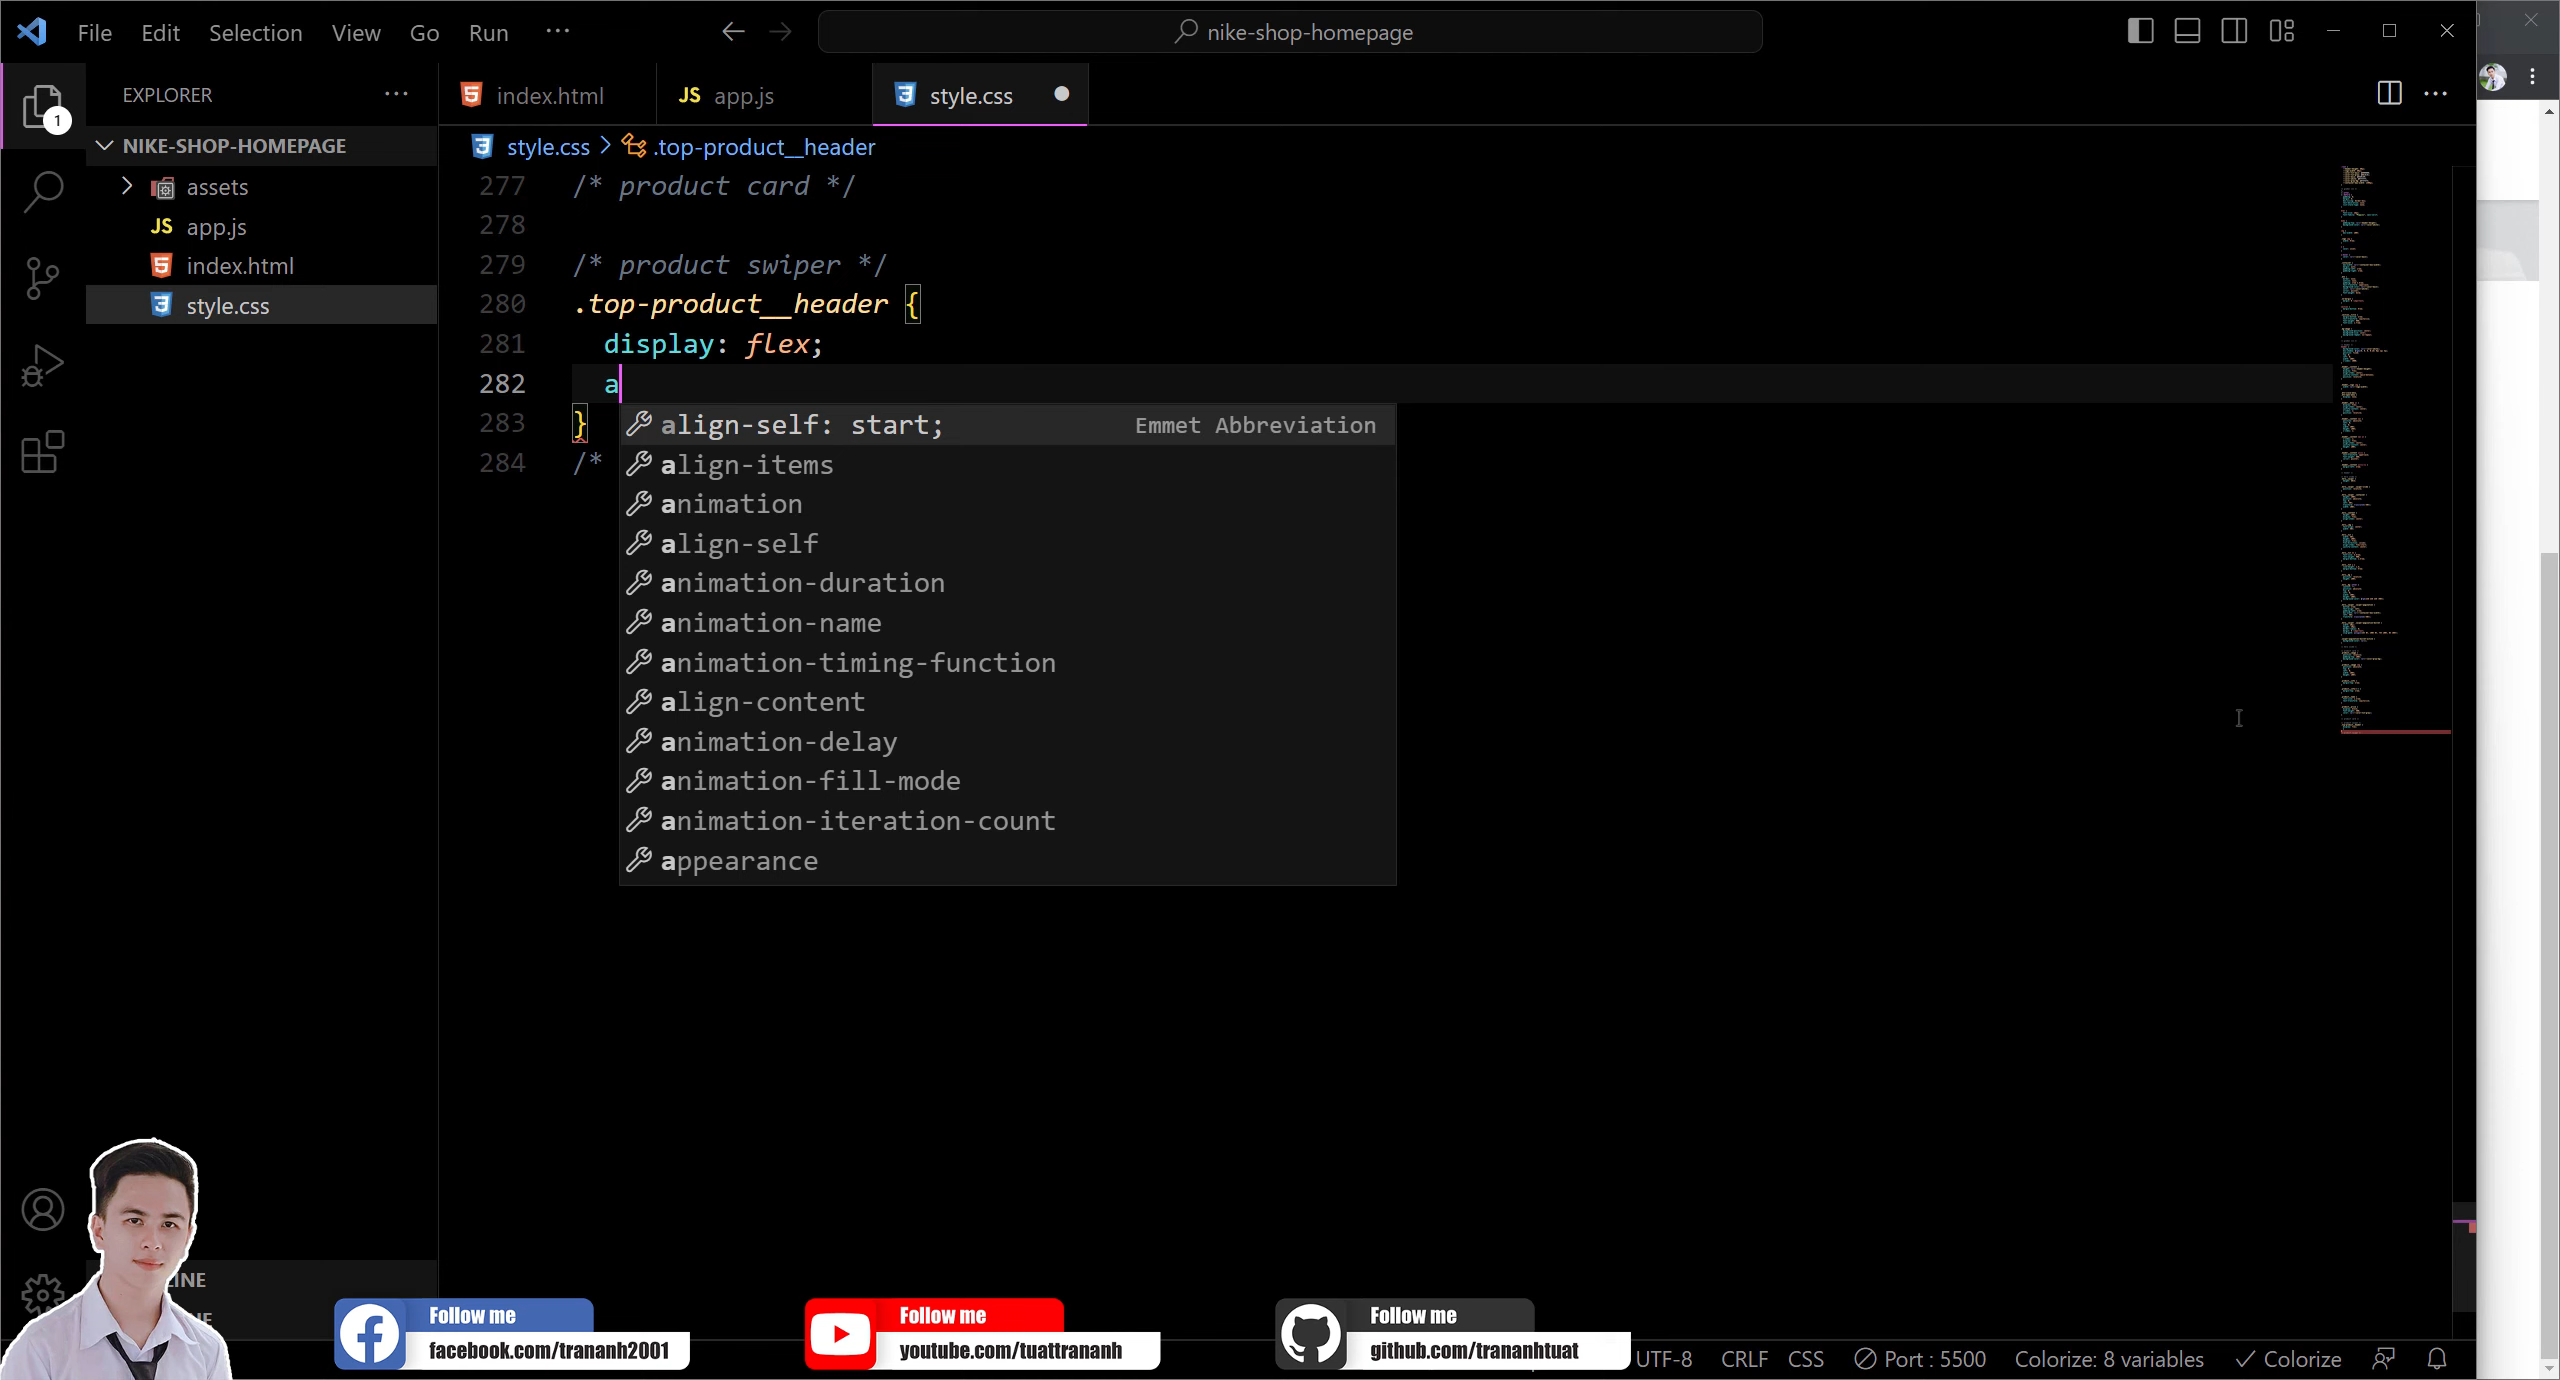 File Edit Selection View Go Run ···
nike-shop-homepage
EXPLORER ···
1
NIKE-SHOP-HOMEPAGE
assets
JS app.js
index.html
style.css
index.html
JS app.js
style.css
style.css > .top-product__header
277 /* product card */
278
279 /* product swiper */
280 .top-product__header {
281 display: flex;
282 a
283 }
284 /*
align-self: start; Emmet Abbreviation
align-items
animation
align-self
animation-duration
animation-name
animation-timing-function
align-content
animation-delay
animation-fill-mode
animation-iteration-count
appearance
Follow me
facebook.com/trananh2001
Follow me
youtube.com/tuattrananh
Follow me
github.com/trananhtuat
UTF-8 CRLF CSS Port : 5500 Colorize: 8 variables Colorize